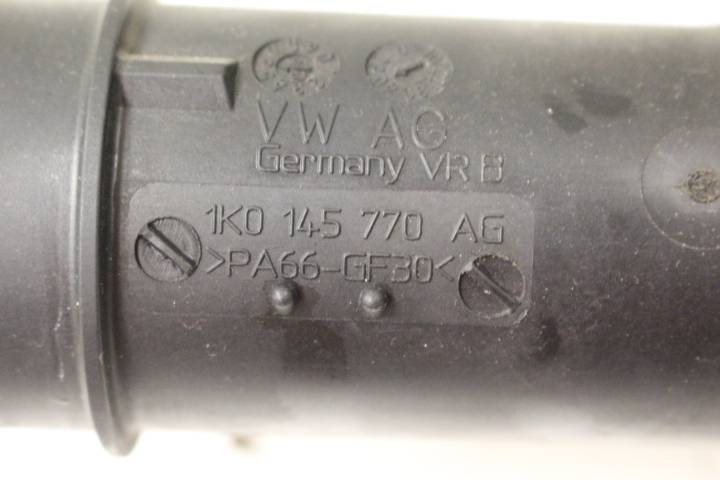 VW AG
Germany VR B
1K0 145 770 AG
>PA66-GF30<